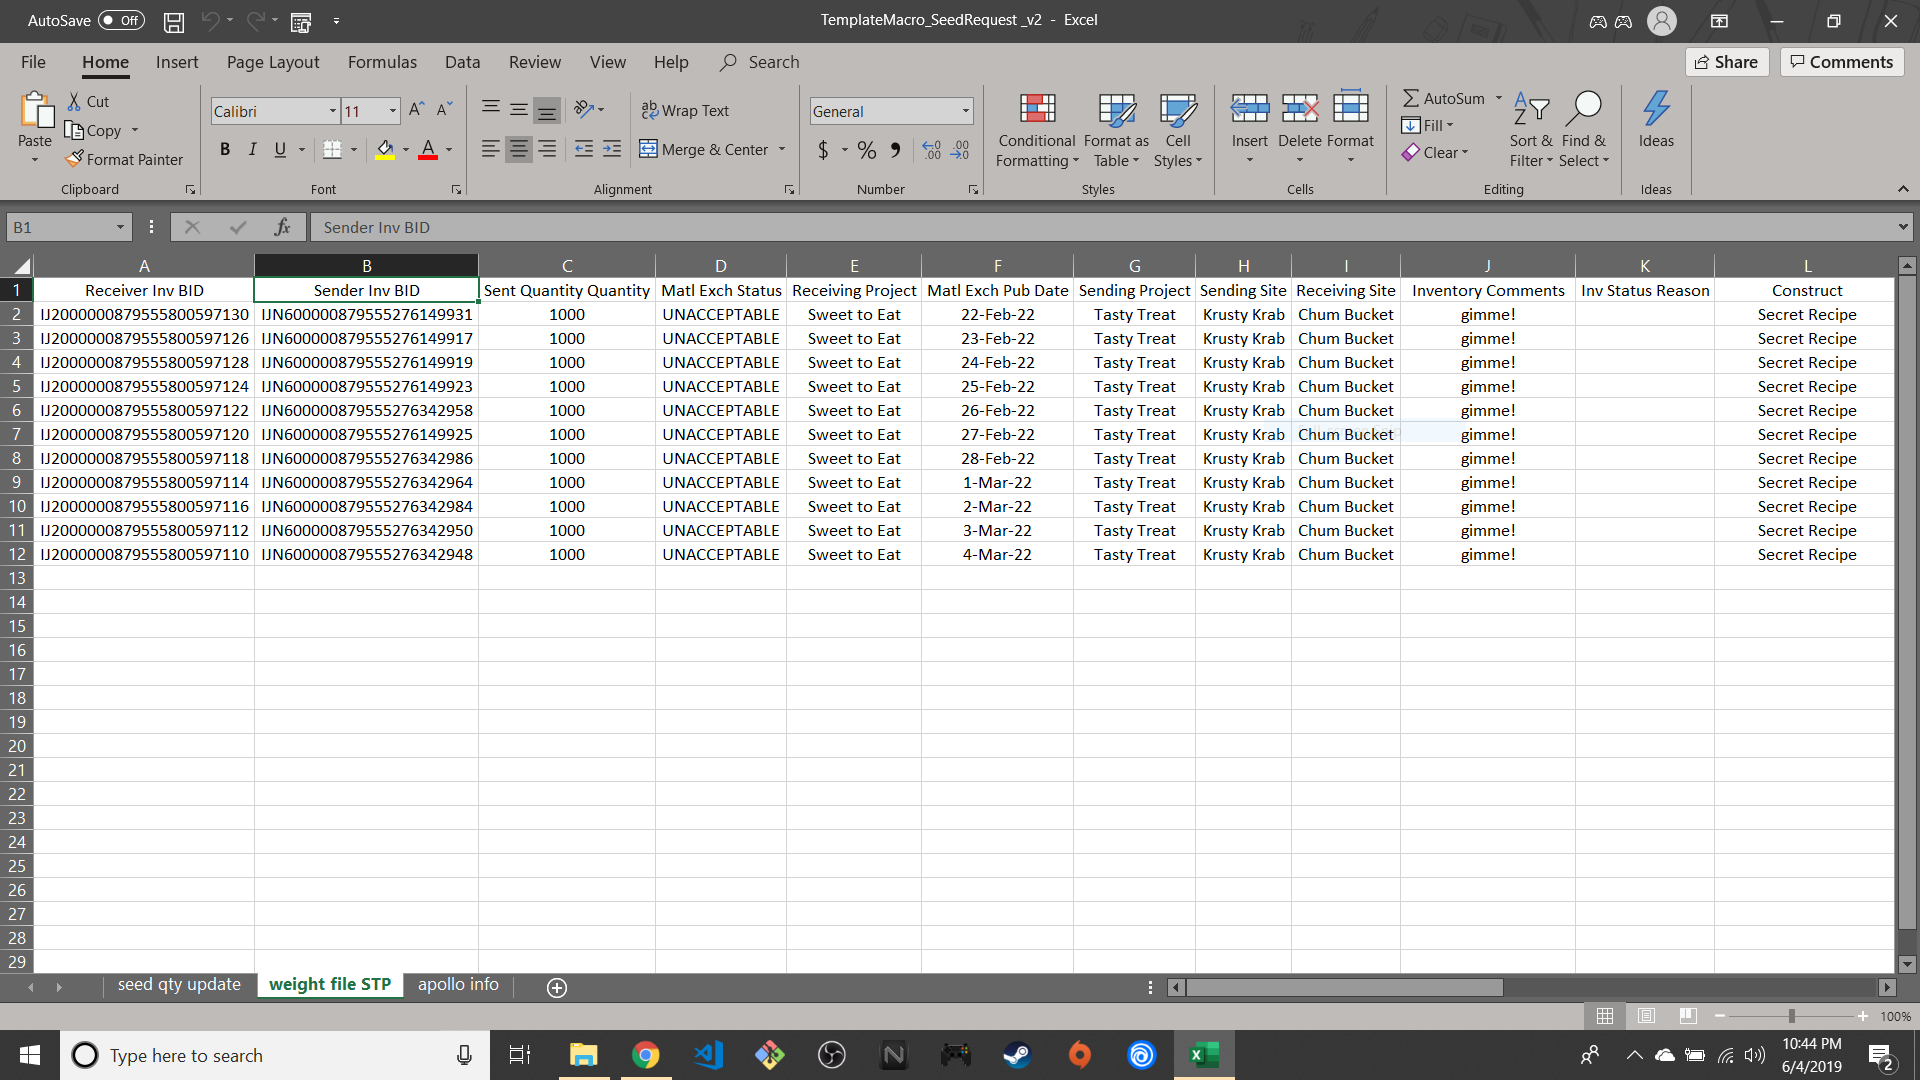 AutoSave Off TemplateMacro_SeedRequest _v2 - Excel
File Home Insert Page Layout Formulas Data Review View Help Search Share Comments
Paste Cut Copy Format Painter Clipboard
Calibri 11 A A B I U A Font
ab Wrap Text Merge & Center Alignment
General $ % , .00 .00 Number
Conditional Formatting Format as Table Cell Styles Styles
Insert Delete Format Cells
AutoSum Fill Clear Sort & Filter Find & Select Editing
Ideas Ideas
B1 fx Sender Inv BID
A B C D E F G H I J K L
1 Receiver Inv BID Sender Inv BID Sent Quantity Quantity Matl Exch Status Receiving Project Matl Exch Pub Date Sending Project Sending Site Receiving Site Inventory Comments Inv Status Reason Construct
2 IJ2000000879555800597130 IJN600000879555276149931 1000 UNACCEPTABLE Sweet to Eat 22-Feb-22 Tasty Treat Krusty Krab Chum Bucket gimme! Secret Recipe
3 IJ2000000879555800597126 IJN600000879555276149917 1000 UNACCEPTABLE Sweet to Eat 23-Feb-22 Tasty Treat Krusty Krab Chum Bucket gimme! Secret Recipe
4 IJ2000000879555800597128 IJN600000879555276149919 1000 UNACCEPTABLE Sweet to Eat 24-Feb-22 Tasty Treat Krusty Krab Chum Bucket gimme! Secret Recipe
5 IJ2000000879555800597124 IJN600000879555276149923 1000 UNACCEPTABLE Sweet to Eat 25-Feb-22 Tasty Treat Krusty Krab Chum Bucket gimme! Secret Recipe
6 IJ2000000879555800597122 IJN600000879555276342958 1000 UNACCEPTABLE Sweet to Eat 26-Feb-22 Tasty Treat Krusty Krab Chum Bucket gimme! Secret Recipe
7 IJ2000000879555800597120 IJN600000879555276149925 1000 UNACCEPTABLE Sweet to Eat 27-Feb-22 Tasty Treat Krusty Krab Chum Bucket gimme! Secret Recipe
8 IJ2000000879555800597118 IJN600000879555276342986 1000 UNACCEPTABLE Sweet to Eat 28-Feb-22 Tasty Treat Krusty Krab Chum Bucket gimme! Secret Recipe
9 IJ2000000879555800597114 IJN600000879555276342964 1000 UNACCEPTABLE Sweet to Eat 1-Mar-22 Tasty Treat Krusty Krab Chum Bucket gimme! Secret Recipe
10 IJ2000000879555800597116 IJN600000879555276342984 1000 UNACCEPTABLE Sweet to Eat 2-Mar-22 Tasty Treat Krusty Krab Chum Bucket gimme! Secret Recipe
11 IJ2000000879555800597112 IJN600000879555276342950 1000 UNACCEPTABLE Sweet to Eat 3-Mar-22 Tasty Treat Krusty Krab Chum Bucket gimme! Secret Recipe
12 IJ2000000879555800597110 IJN600000879555276342948 1000 UNACCEPTABLE Sweet to Eat 4-Mar-22 Tasty Treat Krusty Krab Chum Bucket gimme! Secret Recipe
13
14
15
16
17
18
19
20
21
22
23
24
25
26
27
28
29
seed qty update weight file STP apollo info
100%
Type here to search
10:44 PM
6/4/2019
2